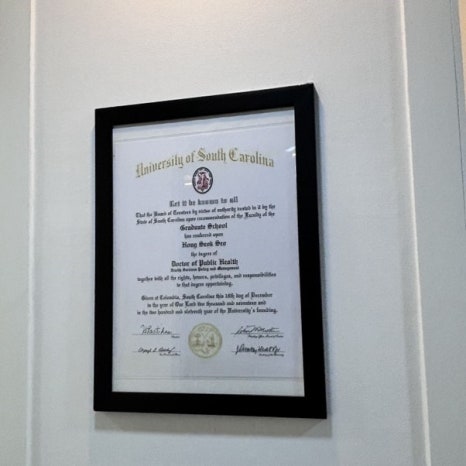 University of South Carolina
Let it be known to all
That the Board of Trustees by virtue of authority vested in it by the
State of South Carolina upon recommendation of the Faculty of the
Graduate School
has conferred upon
Hong Seok Seo
the degree of
Doctor of Public Health
Health Services Policy and Management
together with all the rights, honors, privileges, and responsibilities
to that degree appertaining.
Given at Columbia, South Carolina this 18th day of December
in the year of Our Lord two thousand and seventeen and
in the two hundred and sixteenth year of the University's founding.